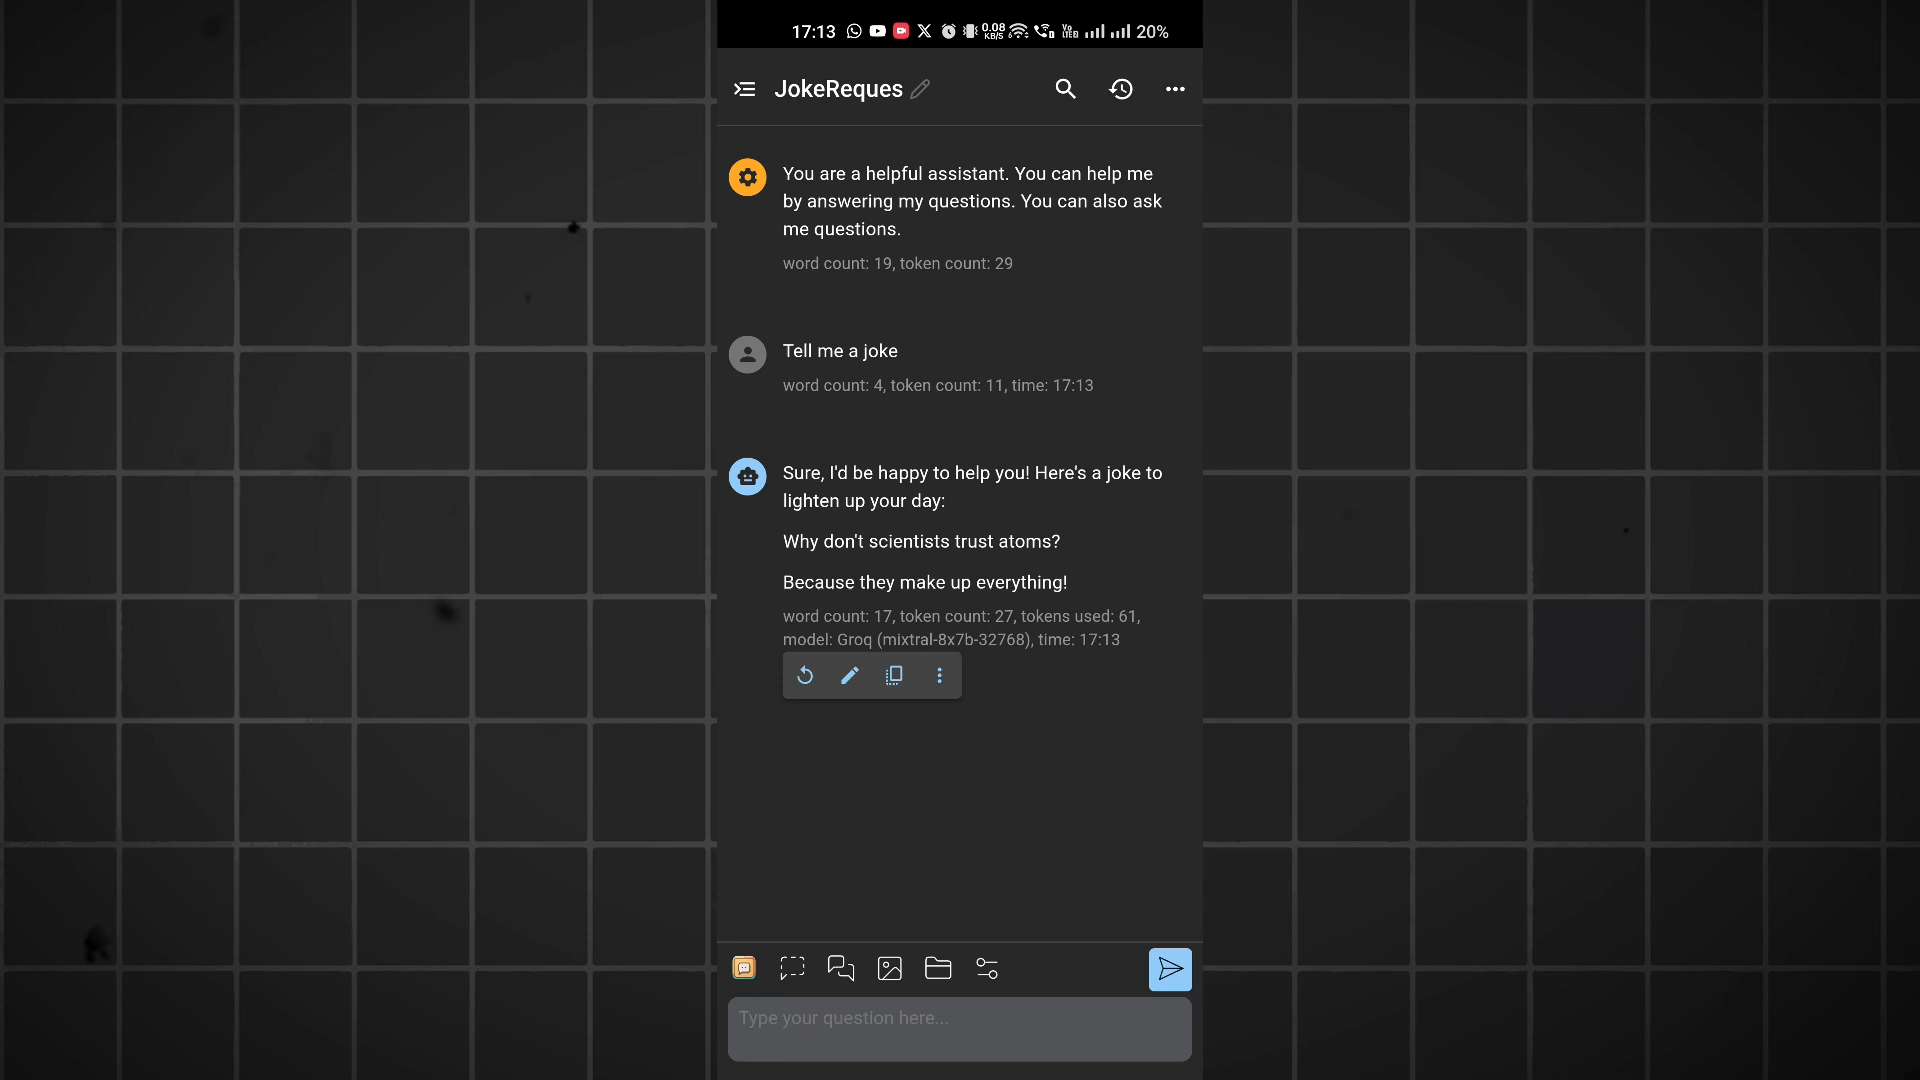 17:13 0.08 KB/S Vo LTE2 20%
JokeReques
You are a helpful assistant. You can help me
by answering my questions. You can also ask
me questions.
word count: 19, token count: 29
Tell me a joke
word count: 4, token count: 11, time: 17:13
Sure, I'd be happy to help you! Here's a joke to
lighten up your day:
Why don't scientists trust atoms?
Because they make up everything!
word count: 17, token count: 27, tokens used: 61,
model: Groq (mixtral-8x7b-32768), time: 17:13
Type your question here...